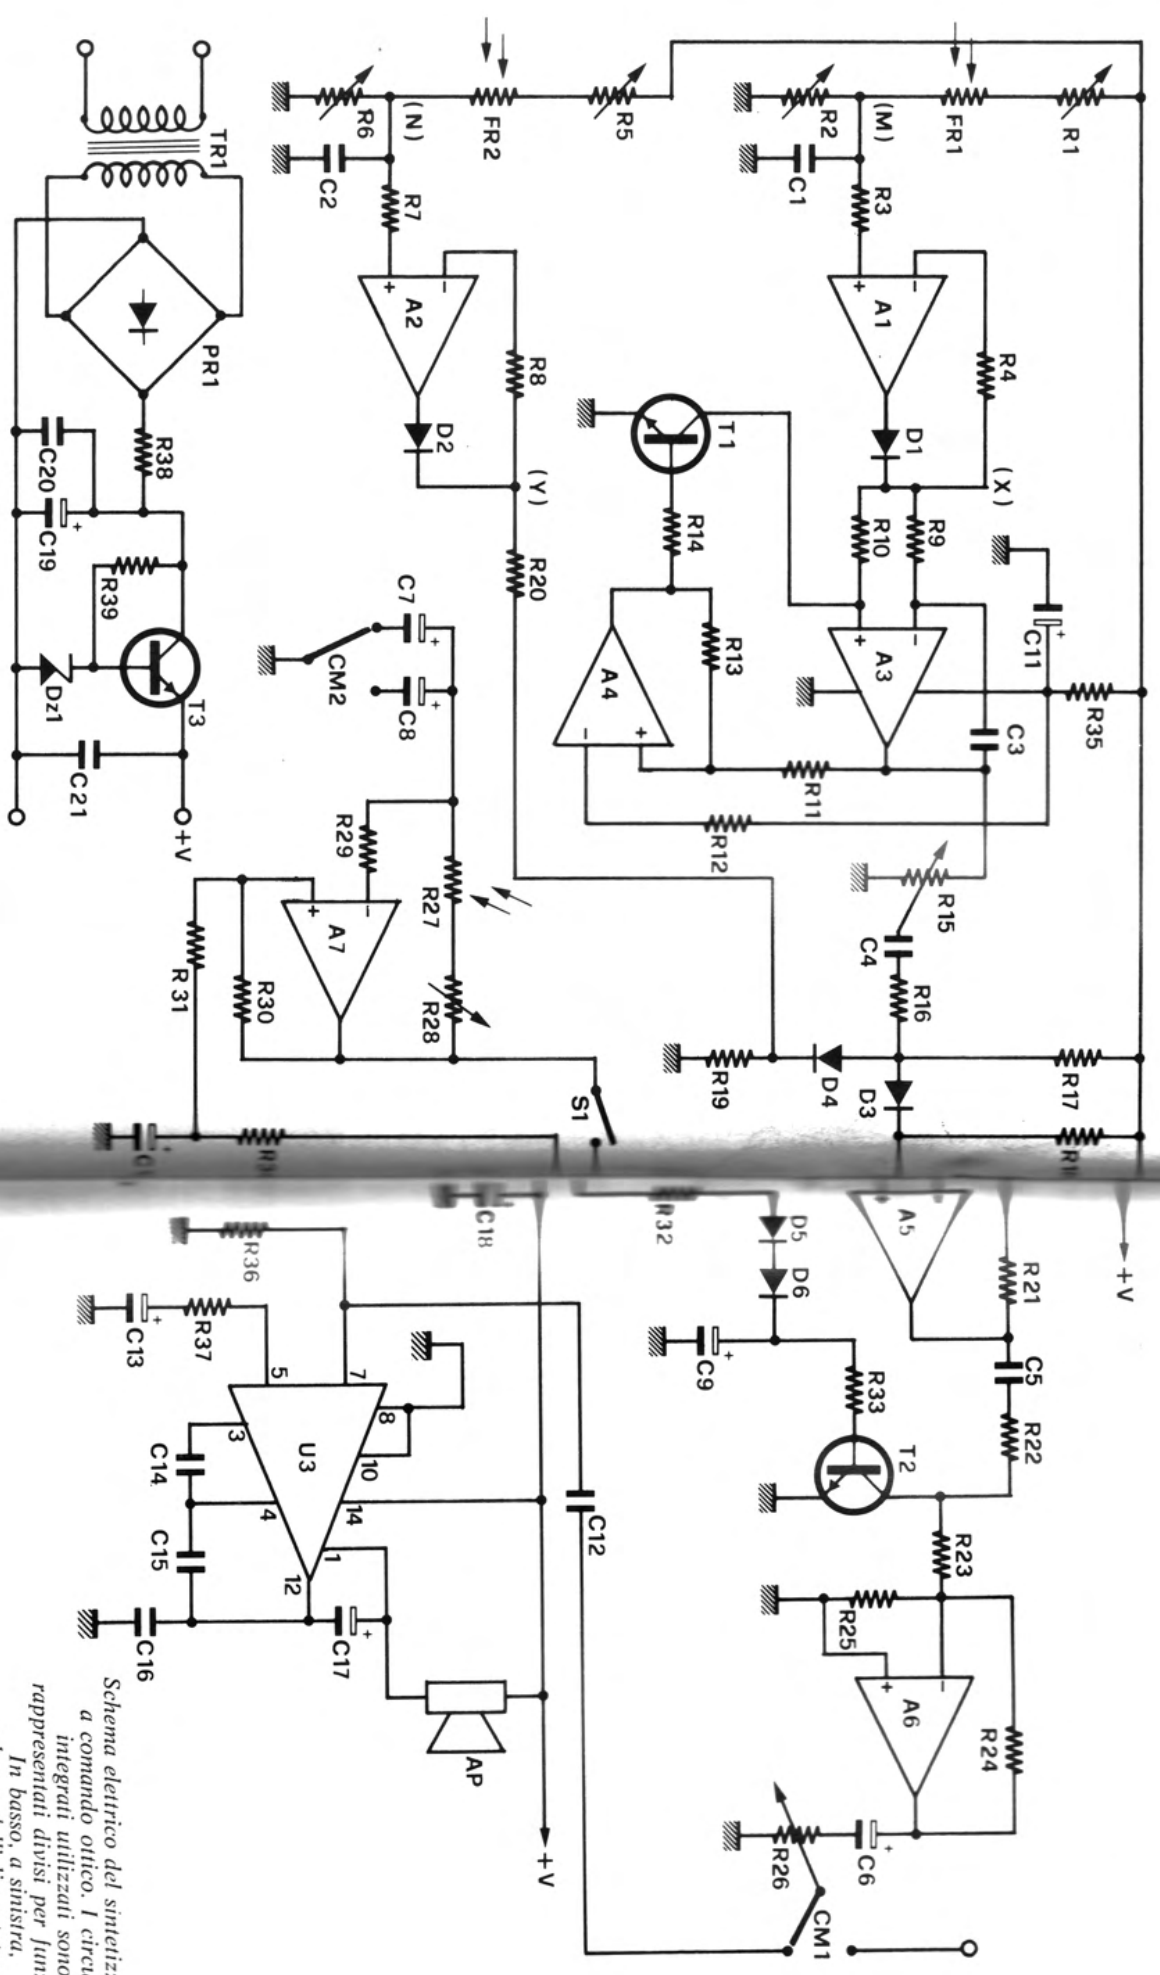 R1
FR1
(M)
R2
C1
R3
R5
FR2
(N)
R6
C2
R7
TR1
PR1
R38
C20
C19
+
R39
Dz1
T3
C21
+V
R4
A1
-
+
D1
(X)
R8
A2
-
+
D2
(Y)
R20
T1
R14
R13
A4
-
+
R9
R10
A3
-
+
C11
+
R35
C3
R11
R12
R15
C4
R16
R17
D3
D4
R19
C7
+
C8
+
CM2
R29
R27
R28
A7
-
+
R30
R31
S1
+V
A5
R21
C5
R22
R32
D5
D6
C9
+
R33
T2
R23
R25
A6
-
+
R24
C6
+
R26
CM1
C18
R36
R37
C13
+
U3
5
7
8
10
14
1
12
4
3
C14
C15
C16
C17
+
C12
AP
+V
Schema elettrico del sintetiz
a comando ottico. I circu
integrati utilizzati sono
rappresentati divisi per fun
In basso, a sinistra,